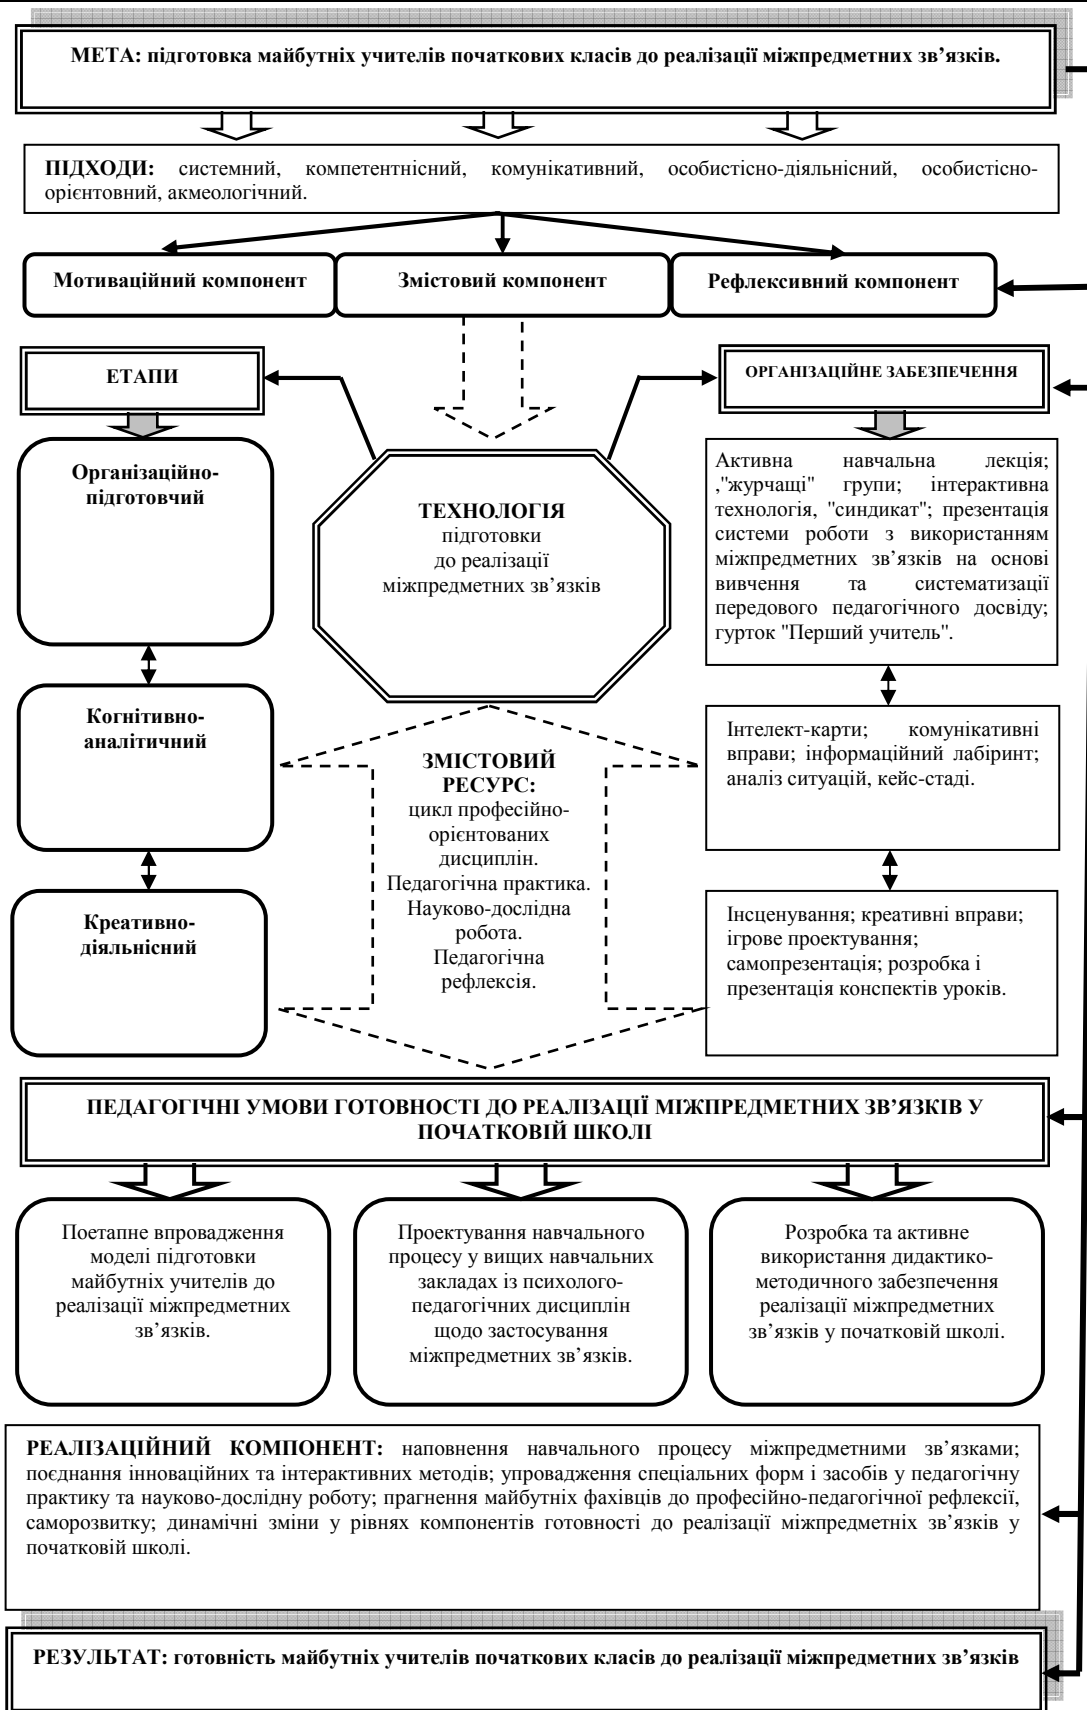 МЕТА: підготовка майбутніх учителів початкових класів до реалізації міжпредметних зв’язків.
ПІДХОДИ: системний, компетентнісний, комунікативний, особистісно-діяльнісний, особистісно-
орієнтовний, акмеологічний.
Мотиваційний компонент
Змістовий компонент
Рефлексивний компонент
ЕТАПИ
ОРГАНІЗАЦІЙНЕ ЗАБЕЗПЕЧЕННЯ
Організаційно-
підготовчий
ТЕХНОЛОГІЯ
підготовки
до реалізації
міжпредметних зв’язків
Активна навчальна лекція;
,"журчащі" групи; інтерактивна
технологія, "синдикат"; презентація
системи роботи з використанням
міжпредметних зв’язків на основі
вивчення та систематизації
передового педагогічного досвіду;
гурток "Перший учитель".
Когнітивно-
аналітичний
ЗМІСТОВИЙ
РЕСУРС:
цикл професійно-
орієнтованих
дисциплін.
Педагогічна практика.
Науково-дослідна
робота.
Педагогічна
рефлексія.
Інтелект-карти; комунікативні
вправи; інформаційний лабіринт;
аналіз ситуацій, кейс-стаді.
Креативно-
діяльнісний
Інсценування; креативні вправи;
ігрове проектування;
самопрезентація; розробка і
презентація конспектів уроків.
ПЕДАГОГІЧНІ УМОВИ ГОТОВНОСТІ ДО РЕАЛІЗАЦІЇ МІЖПРЕДМЕТНИХ ЗВ’ЯЗКІВ У
ПОЧАТКОВІЙ ШКОЛІ
Поетапне впровадження
моделі підготовки
майбутніх учителів до
реалізації міжпредметних
зв’язків.
Проектування навчального
процесу у вищих навчальних
закладах із психолого-
педагогічних дисциплін
щодо застосування
міжпредметних зв’язків.
Розробка та активне
використання дидактико-
методичного забезпечення
реалізації міжпредметних
зв’язків у початковій школі.
РЕАЛІЗАЦІЙНИЙ КОМПОНЕНТ: наповнення навчального процесу міжпредметними зв’язками;
поєднання інноваційних та інтерактивних методів; упровадження спеціальних форм і засобів у педагогічну
практику та науково-дослідну роботу; прагнення майбутніх фахівців до професійно-педагогічної рефлексії,
саморозвитку; динамічні зміни у рівнях компонентів готовності до реалізації міжпредметніх зв’язків у
початковій школі.
РЕЗУЛЬТАТ: готовність майбутніх учителів початкових класів до реалізації міжпредметних зв’язків